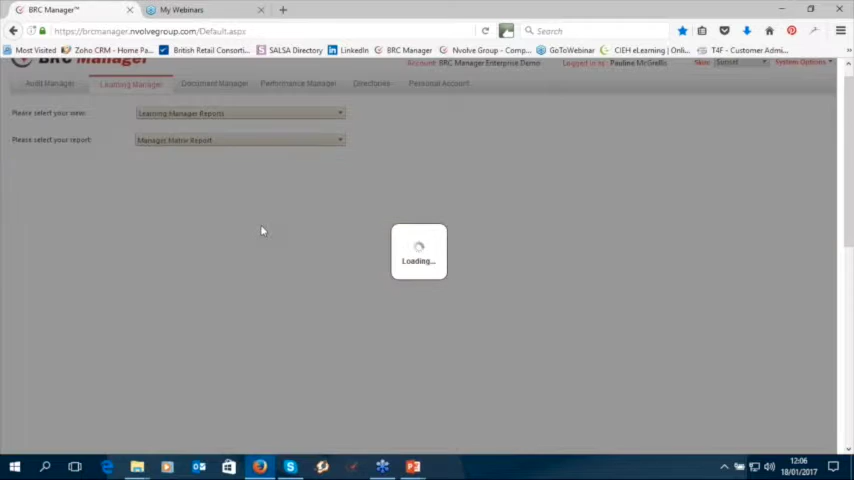 BRC Manager™
My Webinars
https://brcmanager.nvolvegroup.com/Default.aspx
Search
Most Visited
Zoho CRM - Home Pa...
British Retail Consorti...
SALSA Directory
LinkedIn
BRC Manager
Nvolve Group - Comp...
GoToWebinar
CIEH eLearning | Onli...
T4F - Customer Admi...
BRC Manager
Account: BRC Manager Enterprise Demo
Logged in as: Pauline McGrellis
Skin: Sunset
System Options
Audit Manager
Learning Manager
Document Manager
Performance Manager
Directories
Personal Account
Please select your view:
Learning Manager Reports
Please select your report:
Manager Matrix Report
Loading...
12:06
18/01/2017